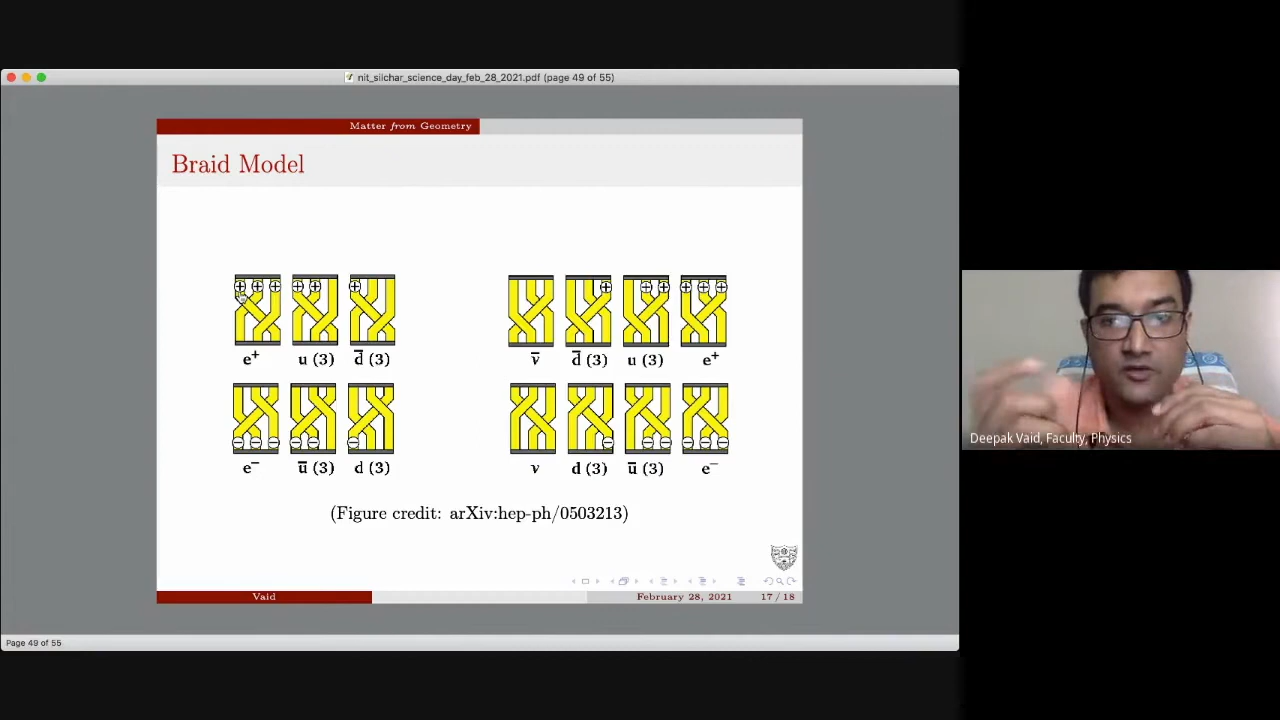 nit_silchar_science_day_feb_28_2021.pdf (page 49 of 55)
Matter from Geometry
Braid Model
e⁺ u (3) d̅ (3) ν̅ d̅ (3) u (3) e⁺
e⁻ u̅ (3) d (3) ν d (3) u̅ (3) e⁻
(Figure credit: arXiv:hep-ph/0503213)
Vaid February 28, 2021 17 / 18
Page 49 of 55
Deepak Vaid, Faculty, Physics